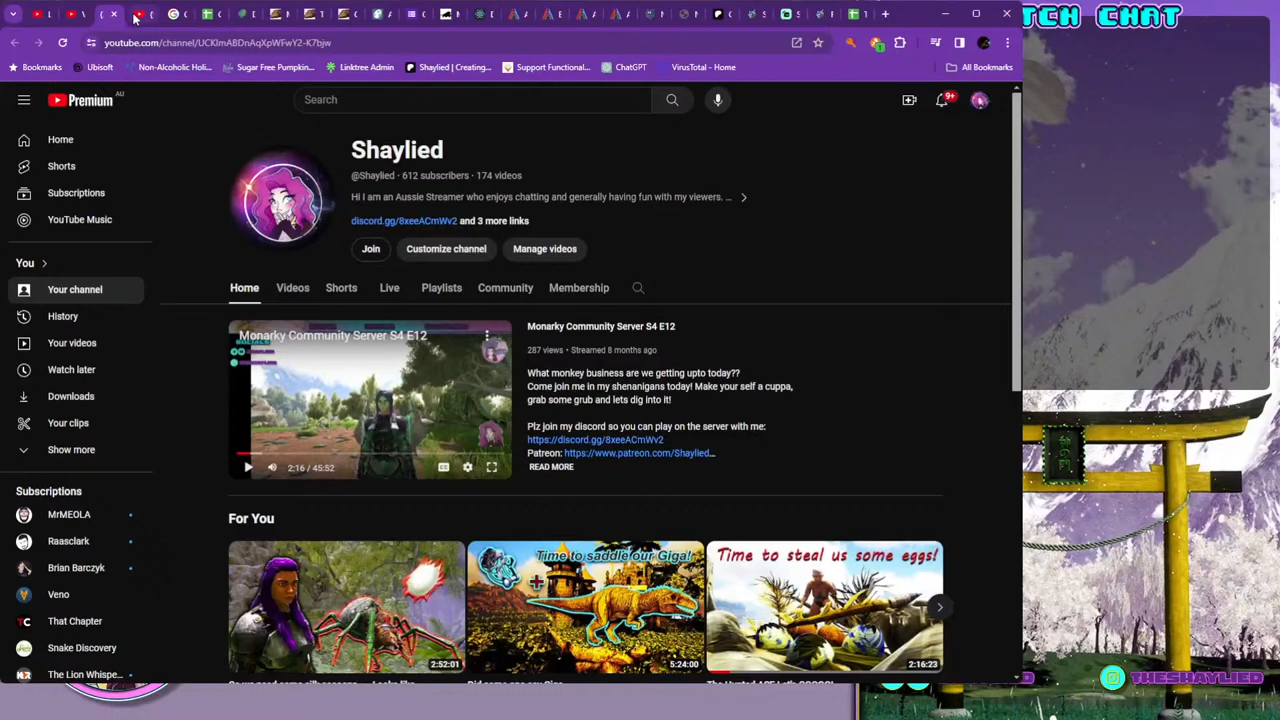 TCH CHAT
youtube.com/channel/UCKlmABDnAqXpWFwY2-K7bjw
Bookmarks
Ubisoft
Non-Alcoholic Holi...
Sugar Free Pumpkin...
Linktree Admin
Shaylied | Creating...
Support Functional...
ChatGPT
VirusTotal - Home
All Bookmarks
Premium AU
Search
9+
Home
Shorts
Subscriptions
YouTube Music
You
Your channel
History
Your videos
Watch later
Downloads
Your clips
Show more
Subscriptions
MrMEOLA
Raasclark
Brian Barczyk
Veno
That Chapter
Snake Discovery
The Lion Whispe...
Shaylied
@Shaylied · 612 subscribers · 174 videos
Hi I am an Aussie Streamer who enjoys chatting and generally having fun with my viewers. ...
discord.gg/8xeeACmWv2 and 3 more links
Join
Customize channel
Manage videos
Home
Videos
Shorts
Live
Playlists
Community
Membership
Monarky Community Server S4 E12
2:16 / 45:52
Monarky Community Server S4 E12
287 views • Streamed 8 months ago
What monkey business are we getting upto today??
Come join me in my shenanigans today! Make your self a cuppa,
grab some grub and lets dig into it!
Plz join my discord so you can play on the server with me:
https://discord.gg/8xeeACmWv2
Patreon: https://www.patreon.com/Shaylied...
READ MORE
For You
2:52:01
Time to saddle our Giga!
5:24:00
Time to steal us some eggs!
2:16:23
THESHAYLIED